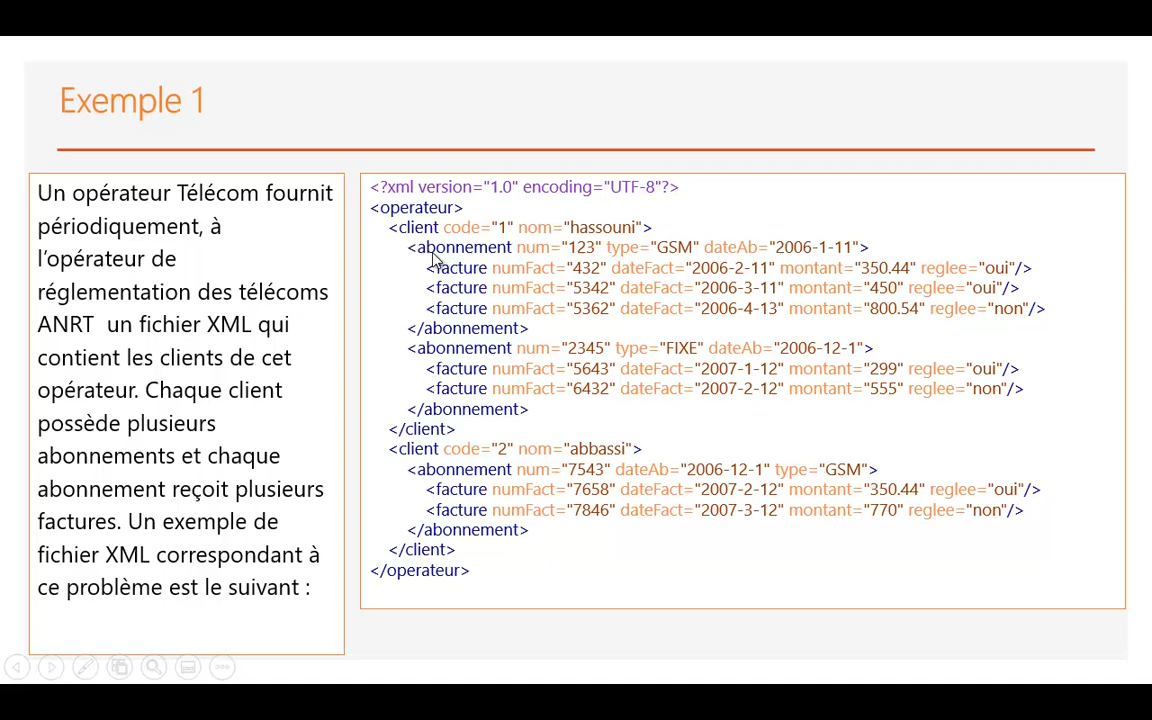 Exemple 1
Un opérateur Télécom fournit
périodiquement, à
l’opérateur de
réglementation des télécoms
ANRT  un fichier XML qui
contient les clients de cet
opérateur. Chaque client
possède plusieurs
abonnements et chaque
abonnement reçoit plusieurs
factures. Un exemple de
fichier XML correspondant à
ce problème est le suivant :
<?xml version="1.0" encoding="UTF-8"?>
<operateur>
<client code="1" nom="hassouni">
<abonnement num="123" type="GSM" dateAb="2006-1-11">
<facture numFact="432" dateFact="2006-2-11" montant="350.44" reglee="oui"/>
<facture numFact="5342" dateFact="2006-3-11" montant="450" reglee="oui"/>
<facture numFact="5362" dateFact="2006-4-13" montant="800.54" reglee="non"/>
</abonnement>
<abonnement num="2345" type="FIXE" dateAb="2006-12-1">
<facture numFact="5643" dateFact="2007-1-12" montant="299" reglee="oui"/>
<facture numFact="6432" dateFact="2007-2-12" montant="555" reglee="non"/>
</abonnement>
</client>
<client code="2" nom="abbassi">
<abonnement num="7543" dateAb="2006-12-1" type="GSM">
<facture numFact="7658" dateFact="2007-2-12" montant="350.44" reglee="oui"/>
<facture numFact="7846" dateFact="2007-3-12" montant="770" reglee="non"/>
</abonnement>
</client>
</operateur>